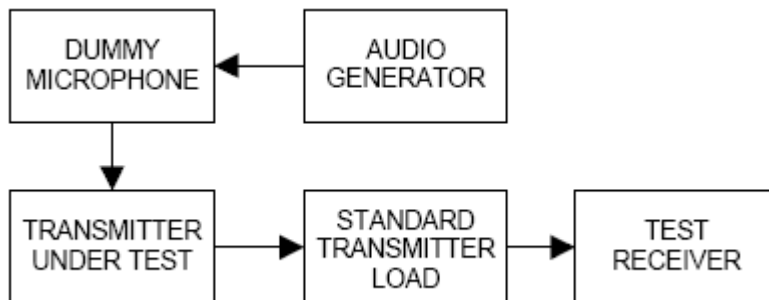 DUMMY
MICROPHONE
AUDIO
GENERATOR
TRANSMITTER
UNDER TEST
STANDARD
TRANSMITTER
LOAD
TEST
RECEIVER